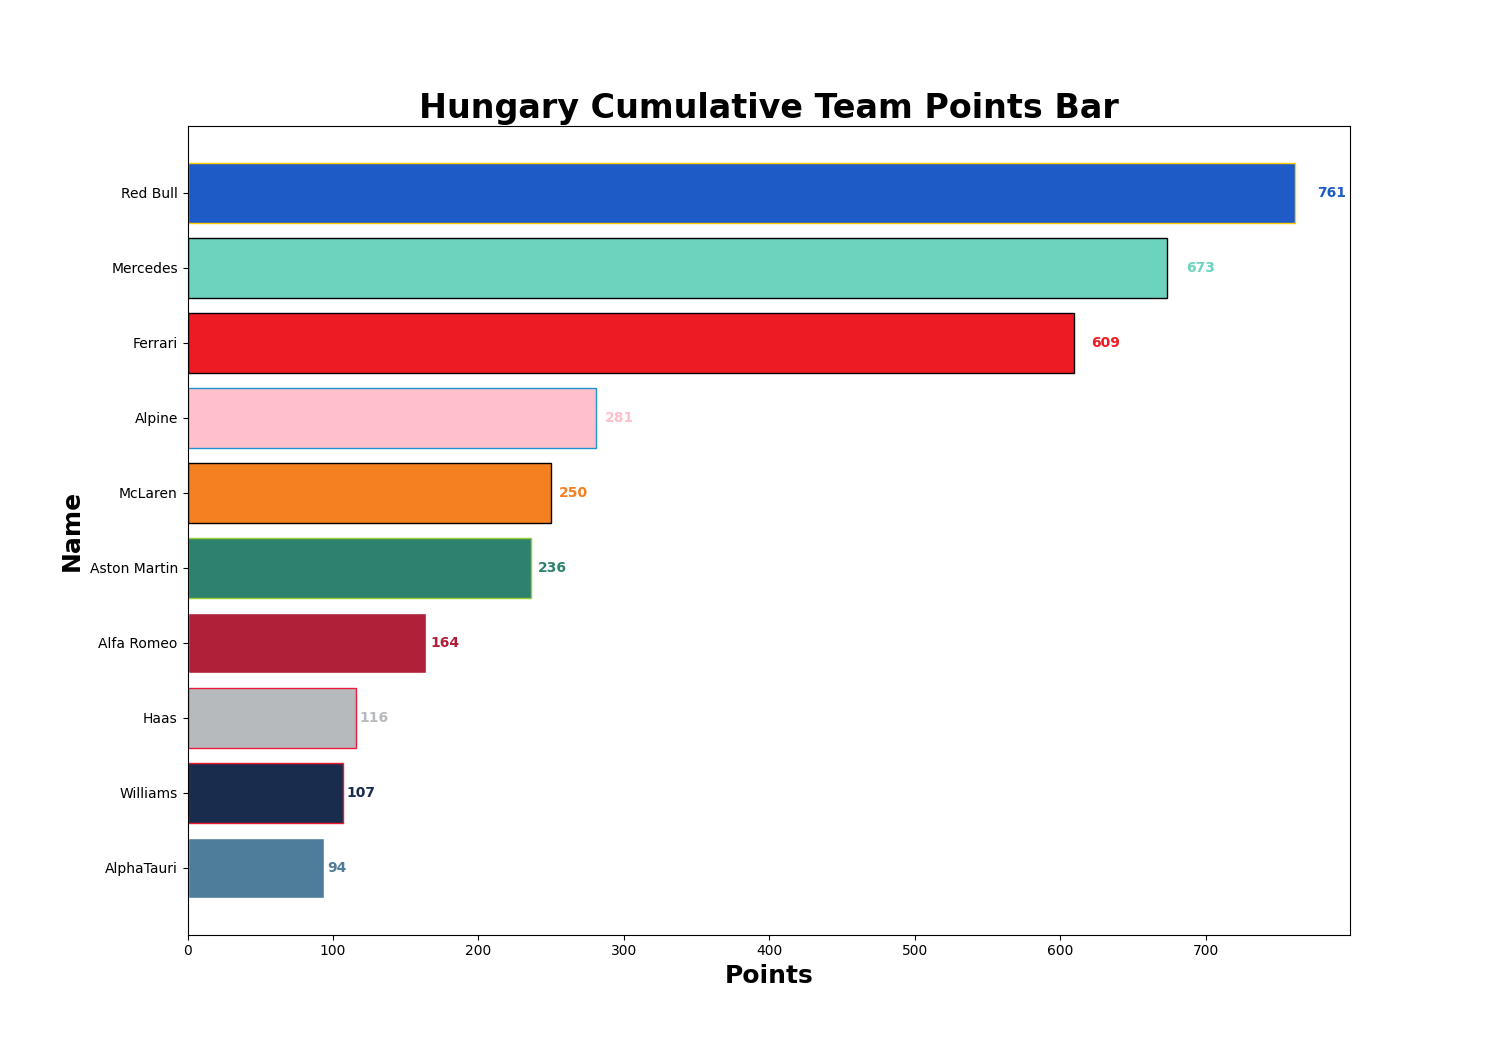 Hungary Cumulative Team Points Bar
Red Bull 761
Mercedes 673
Ferrari 609
Alpine 281
McLaren 250
Aston Martin 236
Alfa Romeo 164
Haas 116
Williams 107
AlphaTauri 94
Name
0 100 200 300 400 500 600 700
Points